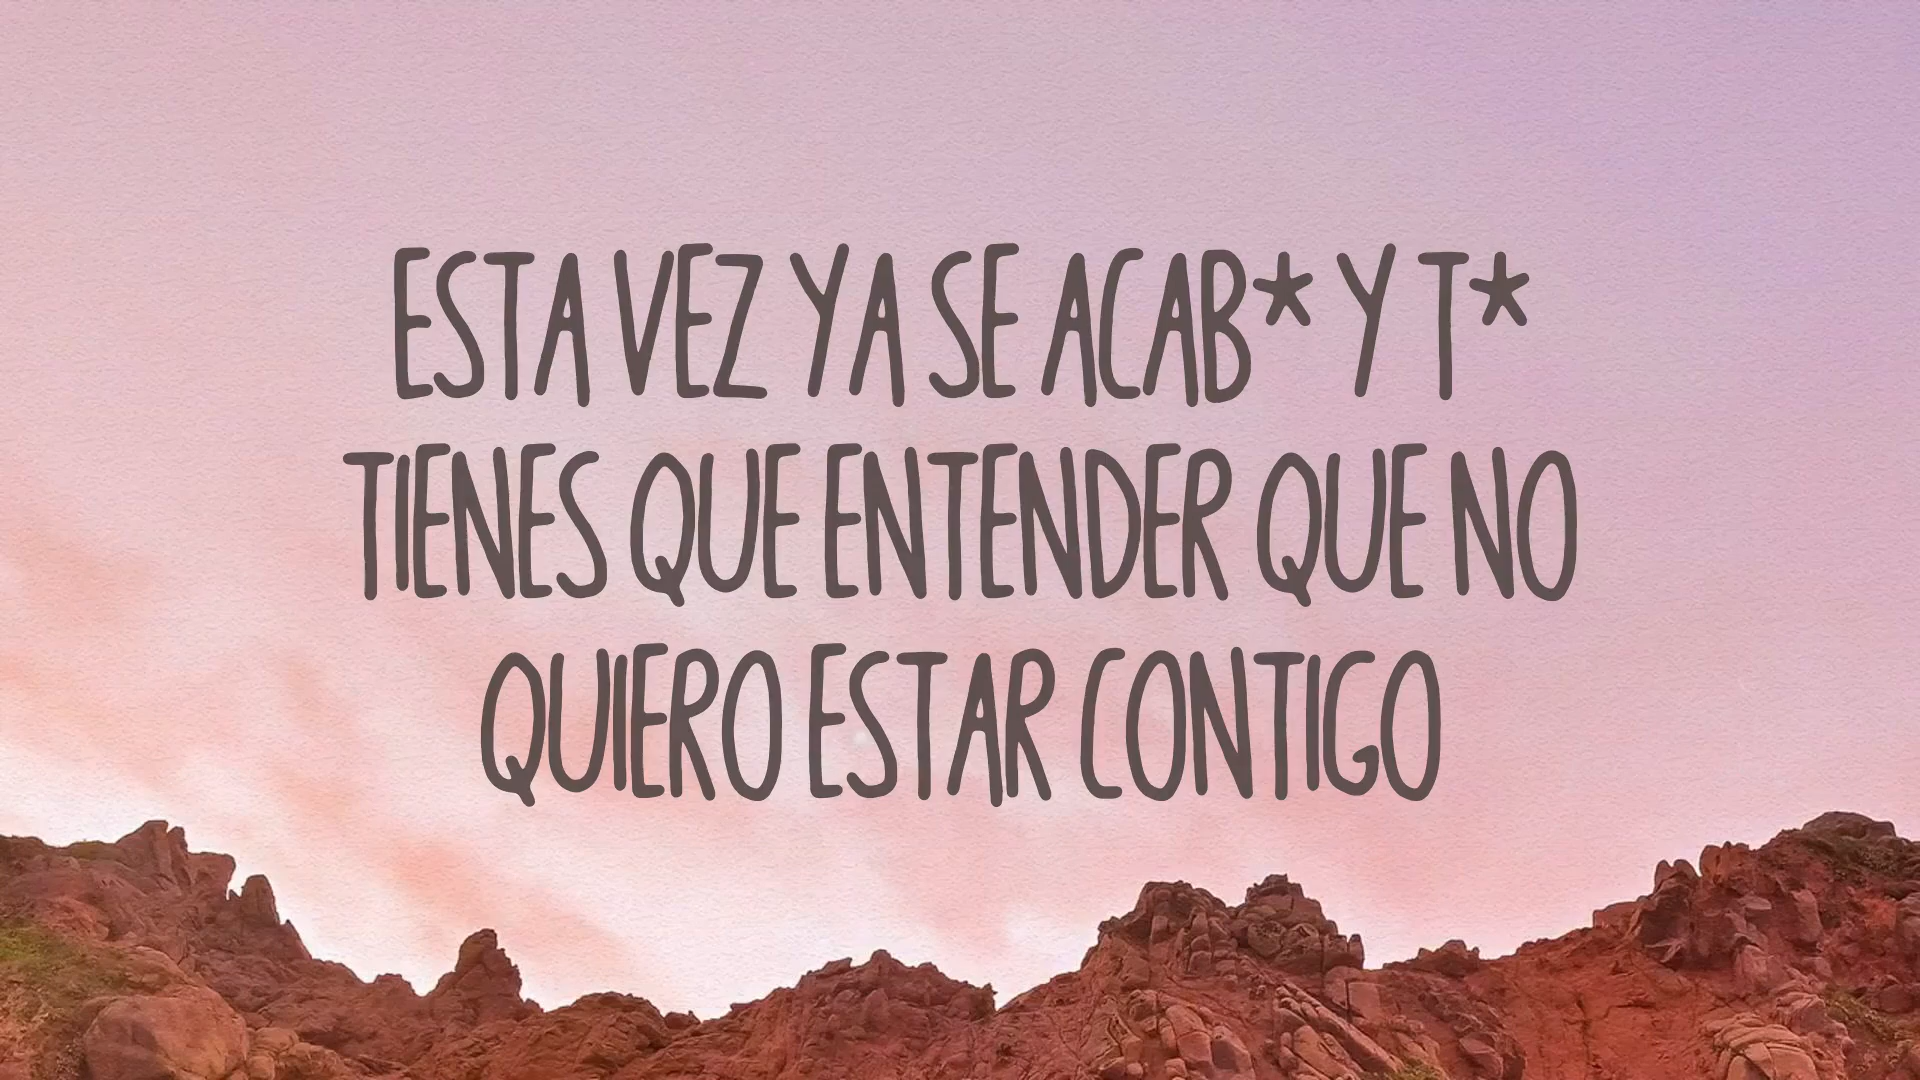 ESTA VEZ YA SE ACAB* Y T*
TIENES QUE ENTENDER QUE NO
QUIERO ESTAR CONTIGO